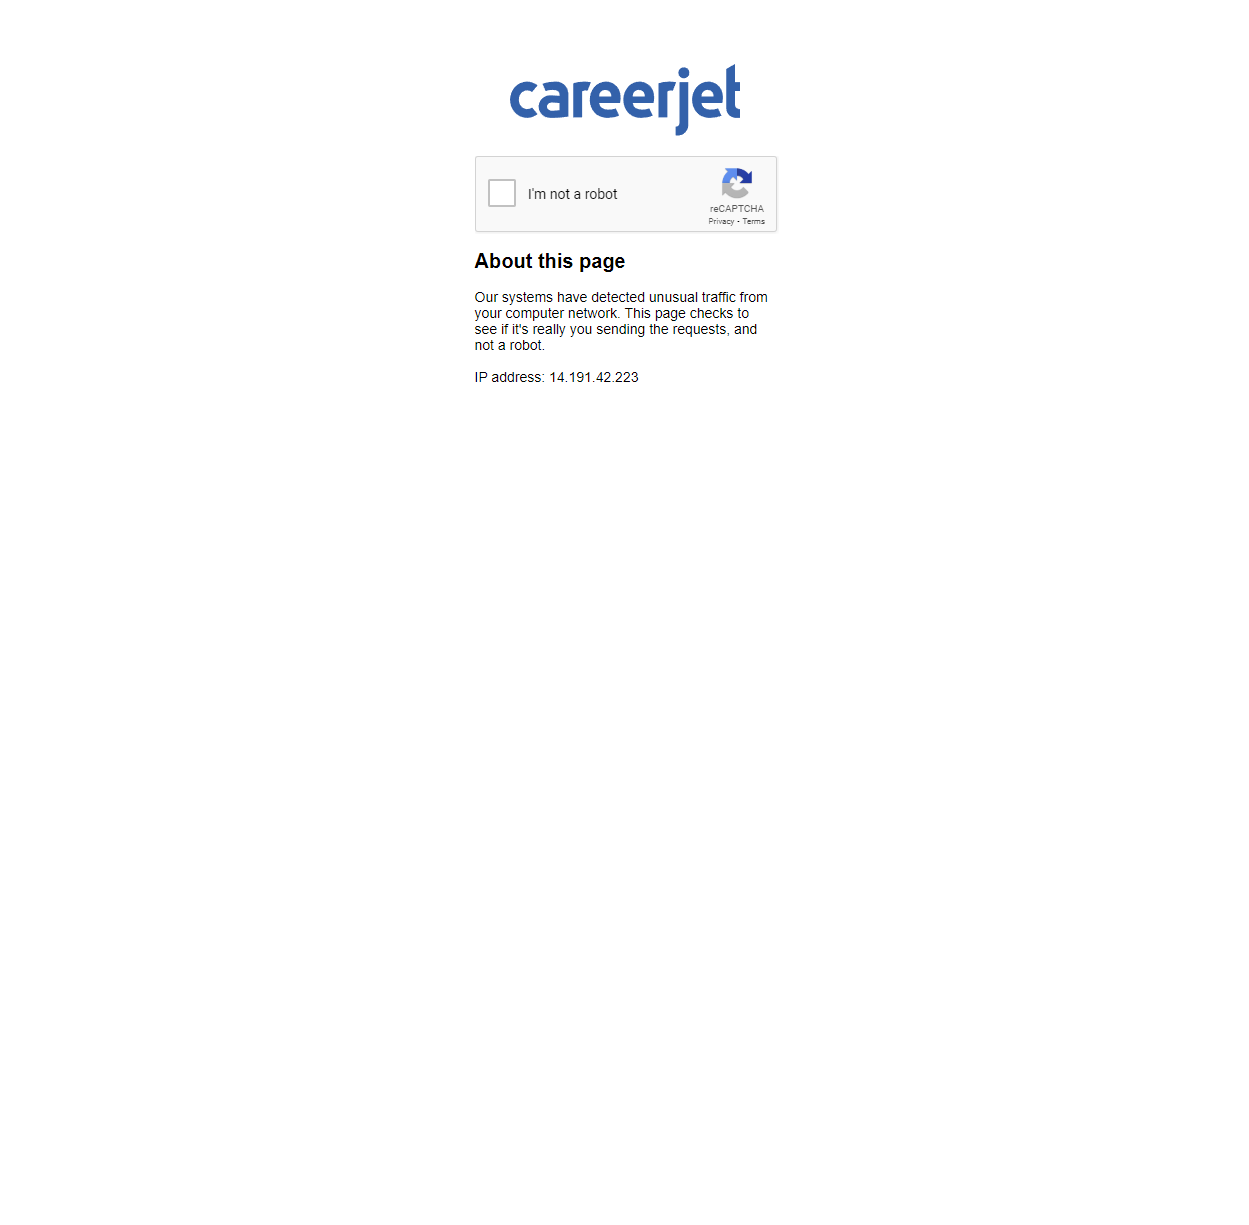 careerjet
I'm not a robot
reCAPTCHA
Privacy - Terms
About this page
Our systems have detected unusual traffic from
your computer network. This page checks to
see if it's really you sending the requests, and
not a robot.
IP address: 14.191.42.223